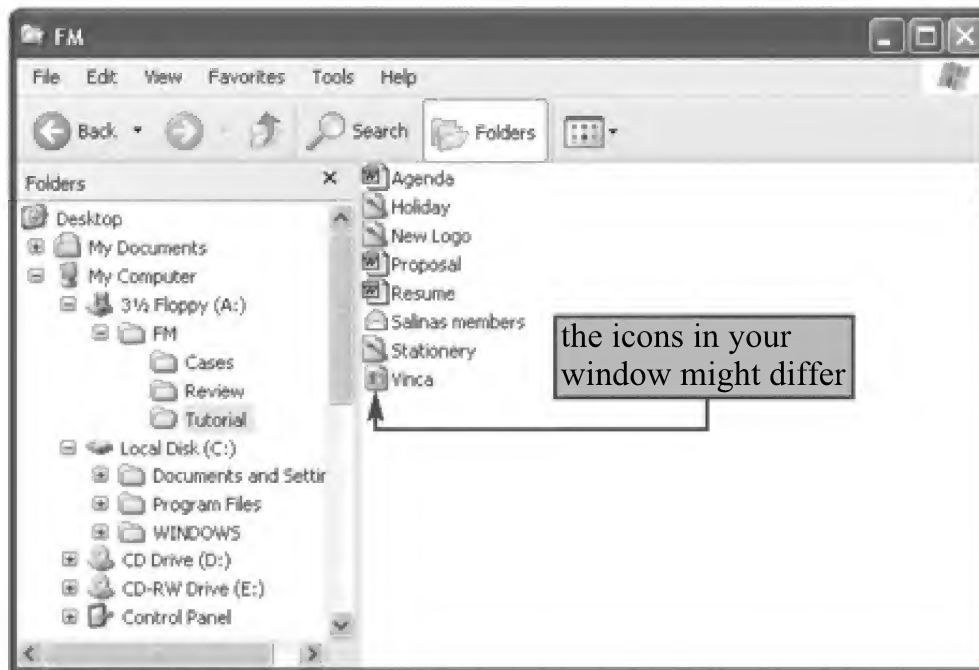 FM
File Edit View Favorites Tools Help
Back Search Folders
Folders
Desktop
My Documents
My Computer
3½ Floppy (A:)
FM
Cases
Review
Tutorial
Local Disk (C:)
Documents and Settin
Program Files
WINDOWS
CD Drive (D:)
CD-RW Drive (E:)
Control Panel
Agenda
Holiday
New Logo
Proposal
Resume
Salinas members
Stationery
Vinca
the icons in your
window might differ